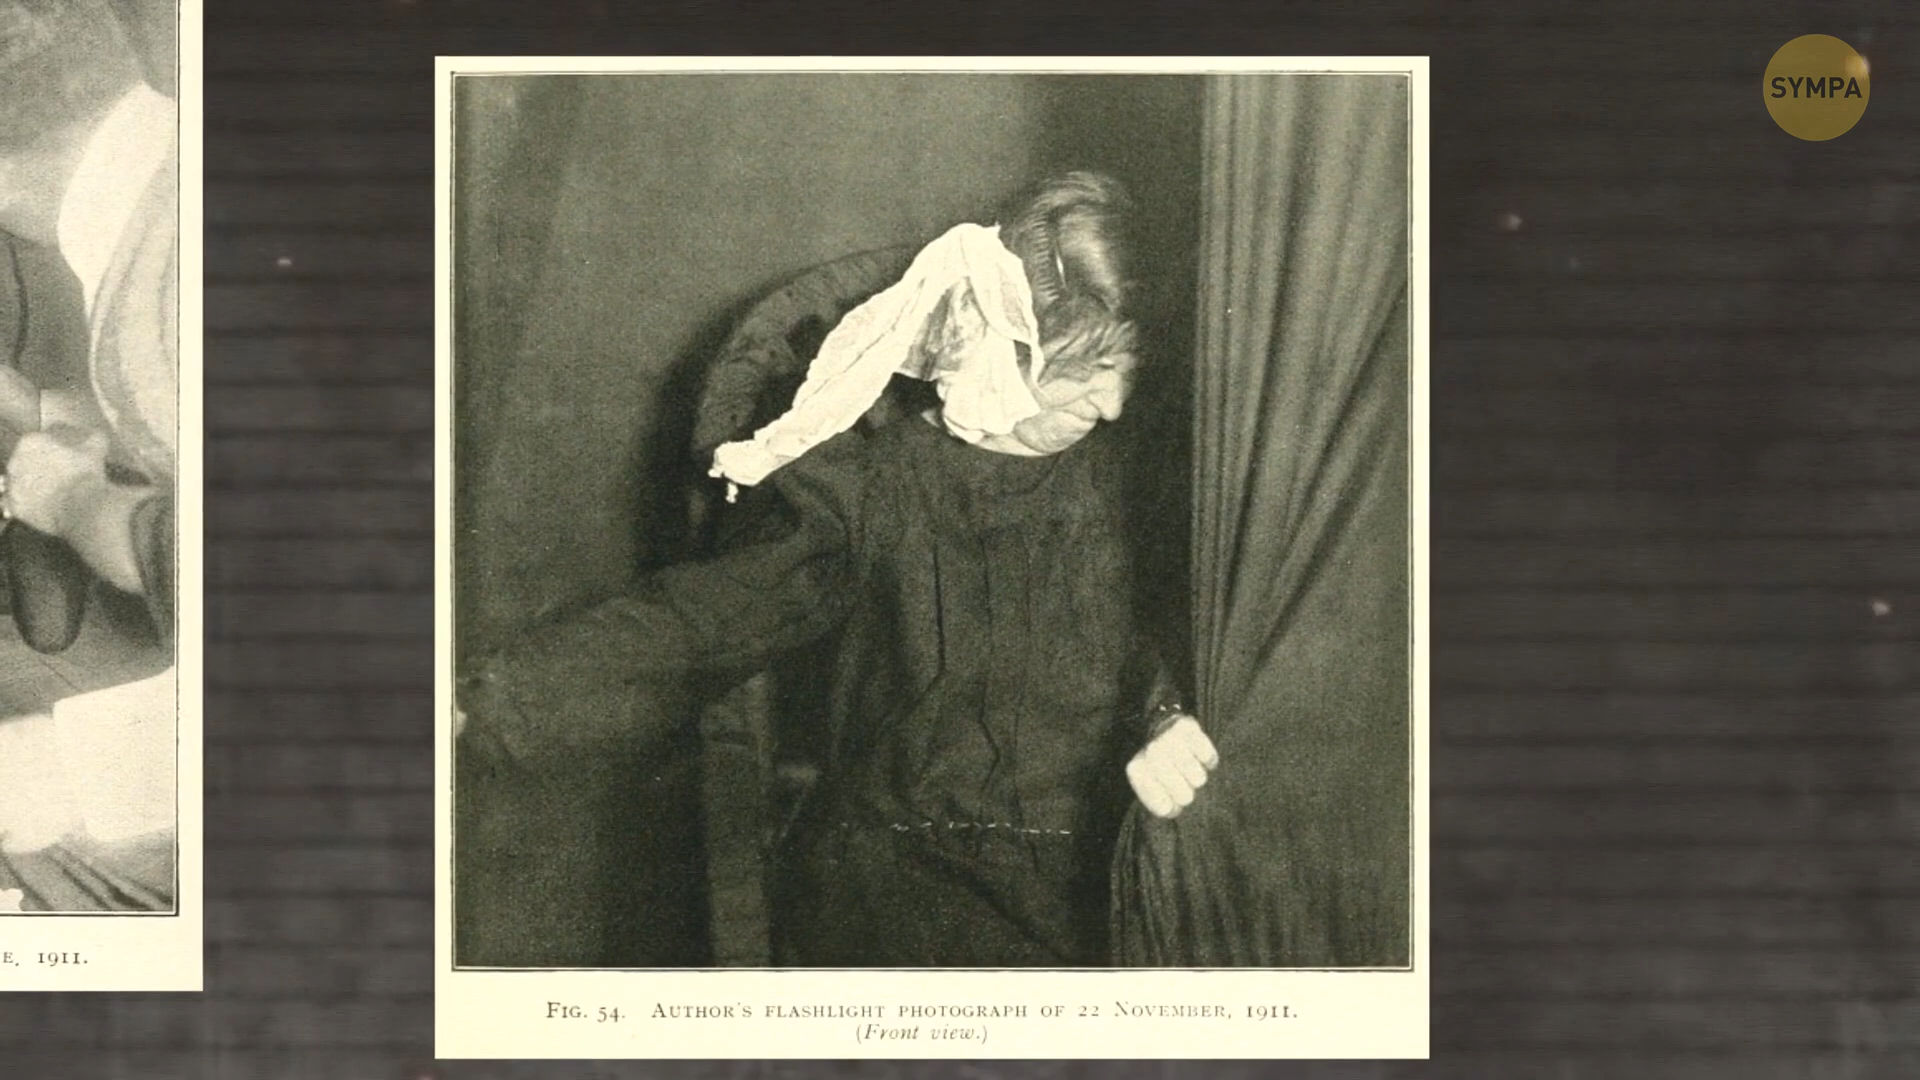 SYMPA
E, 1911.
FIG. 54. AUTHOR'S FLASHLIGHT PHOTOGRAPH OF 22 NOVEMBER, 1911.
(Front view.)